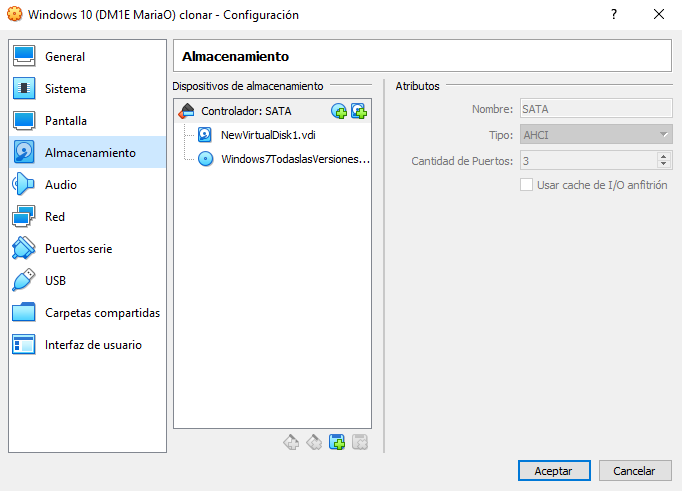 Windows 10 (DM1E MariaO) clonar - Configuración
General
Sistema
Pantalla
Almacenamiento
Audio
Red
Puertos serie
USB
Carpetas compartidas
Interfaz de usuario
Almacenamiento
Dispositivos de almacenamiento
Controlador: SATA
NewVirtualDisk1.vdi
Windows7TodaslasVersiones...
Atributos
Nombre: SATA
Tipo: AHCI
Cantidad de Puertos: 3
Usar cache de I/O anfitrión
Aceptar
Cancelar